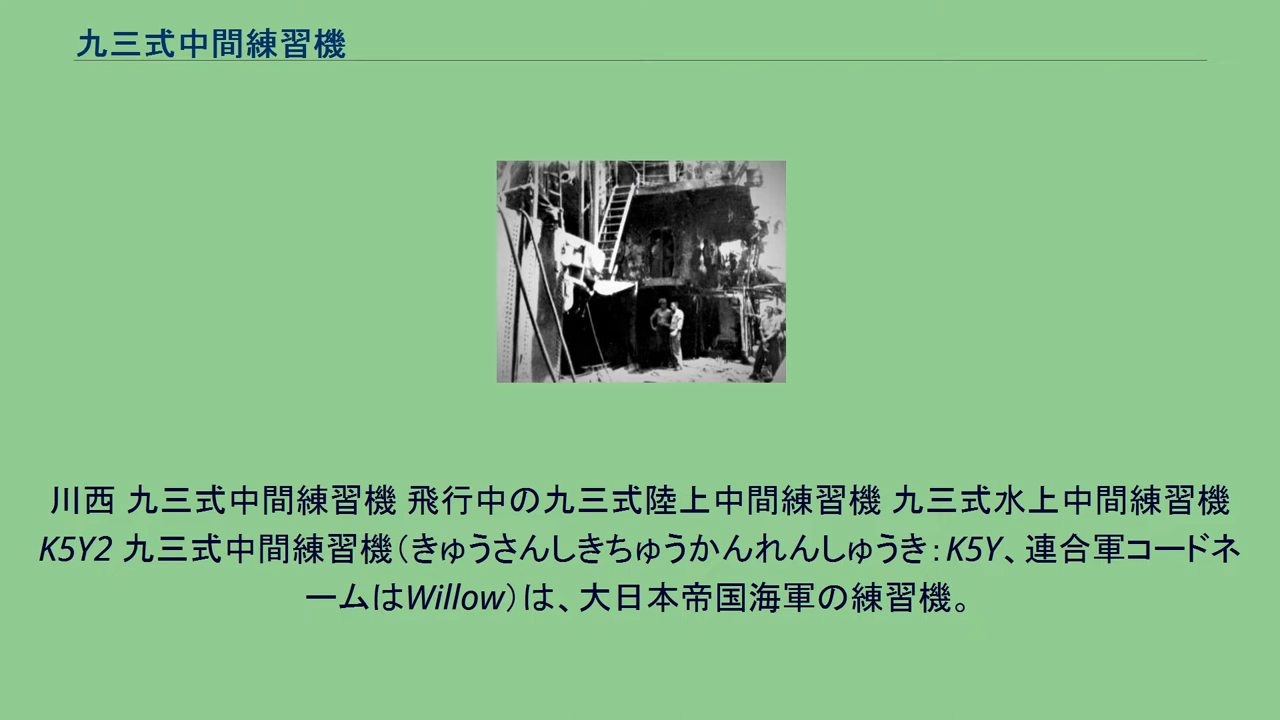 九三式中間練習機
川西 九三式中間練習機 飛行中の九三式陸上中間練習機 九三式水上中間練習機
K5Y2 九三式中間練習機（きゅうさんしきちゅうかんれんしゅうき：K5Y、連合軍コードネ
ームはWillow）は、大日本帝国海軍の練習機。